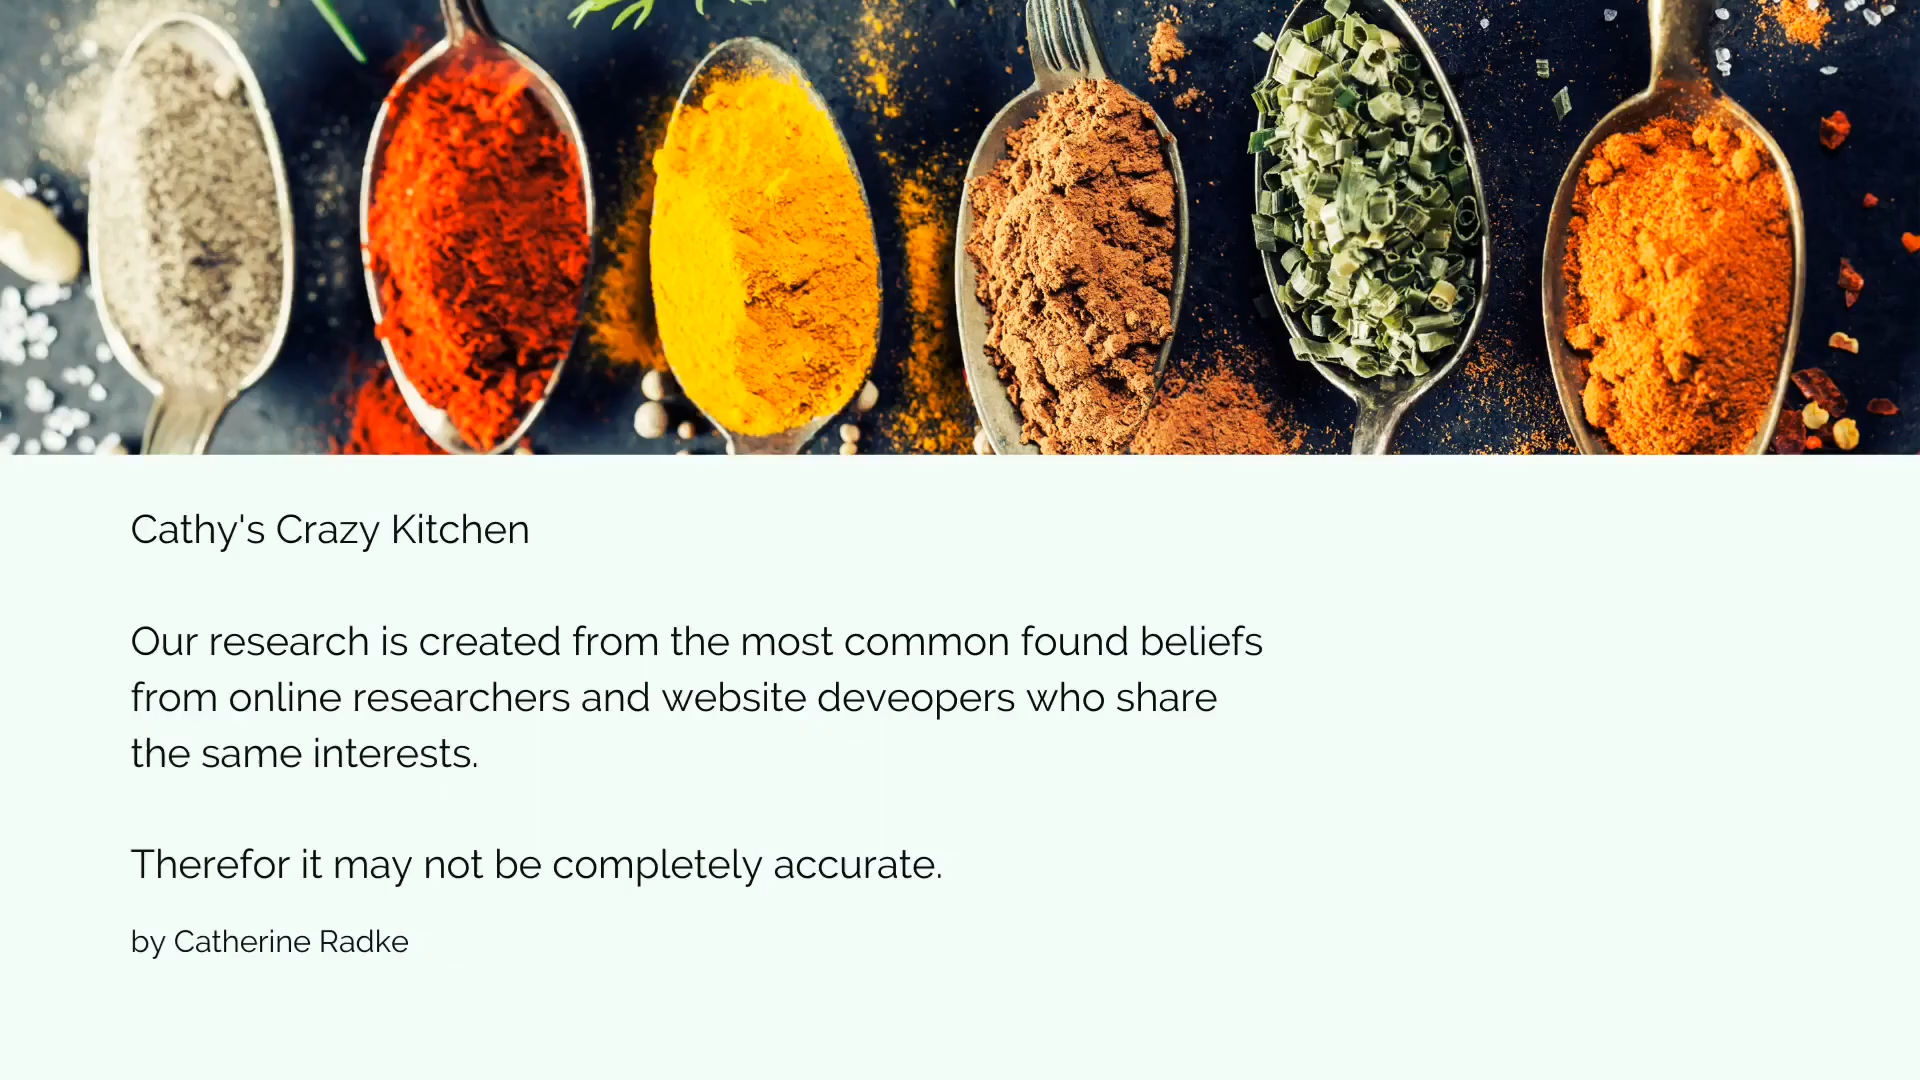 Cathy's Crazy Kitchen
Our research is created from the most common found beliefs
from online researchers and website deveopers who share
the same interests.
Therefor it may not be completely accurate.
by Catherine Radke